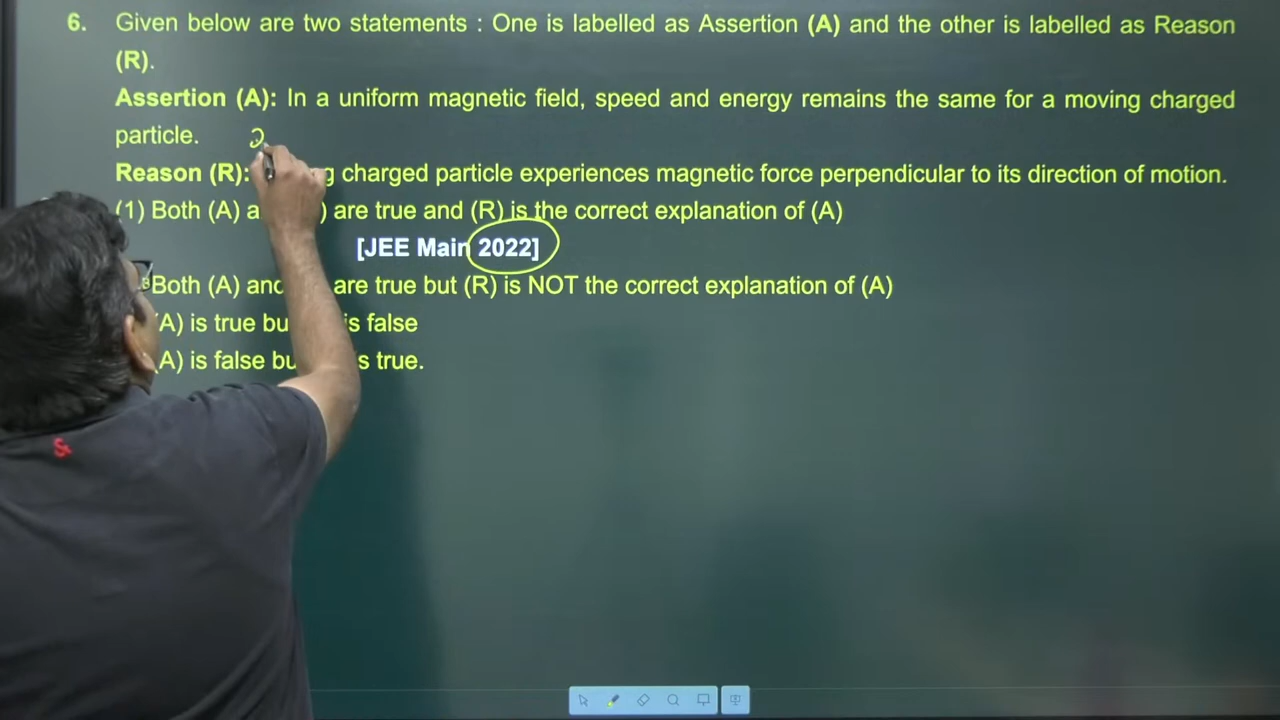 6. Given below are two statements : One is labelled as Assertion (A) and the other is labelled as Reason
(R).
Assertion (A): In a uniform magnetic field, speed and energy remains the same for a moving charged
particle.
Reason (R): g charged particle experiences magnetic force perpendicular to its direction of motion.
(1) Both (A) a ) are true and (R) is the correct explanation of (A)
[JEE Main 2022]
Both (A) and are true but (R) is NOT the correct explanation of (A)
(A) is true bu is false
A) is false bu s true.